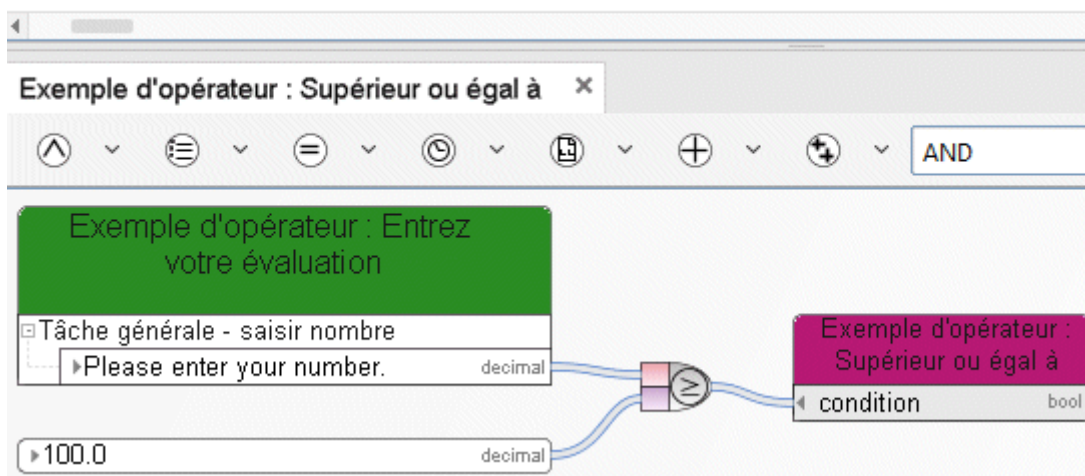 Exemple d'opérateur : Supérieur ou égal à ×
AND
Exemple d'opérateur : Entrez
votre évaluation
Tâche générale - saisir nombre
Please enter your number. decimal
100.0 decimal
≥
Exemple d'opérateur :
Supérieur ou égal à
condition bool